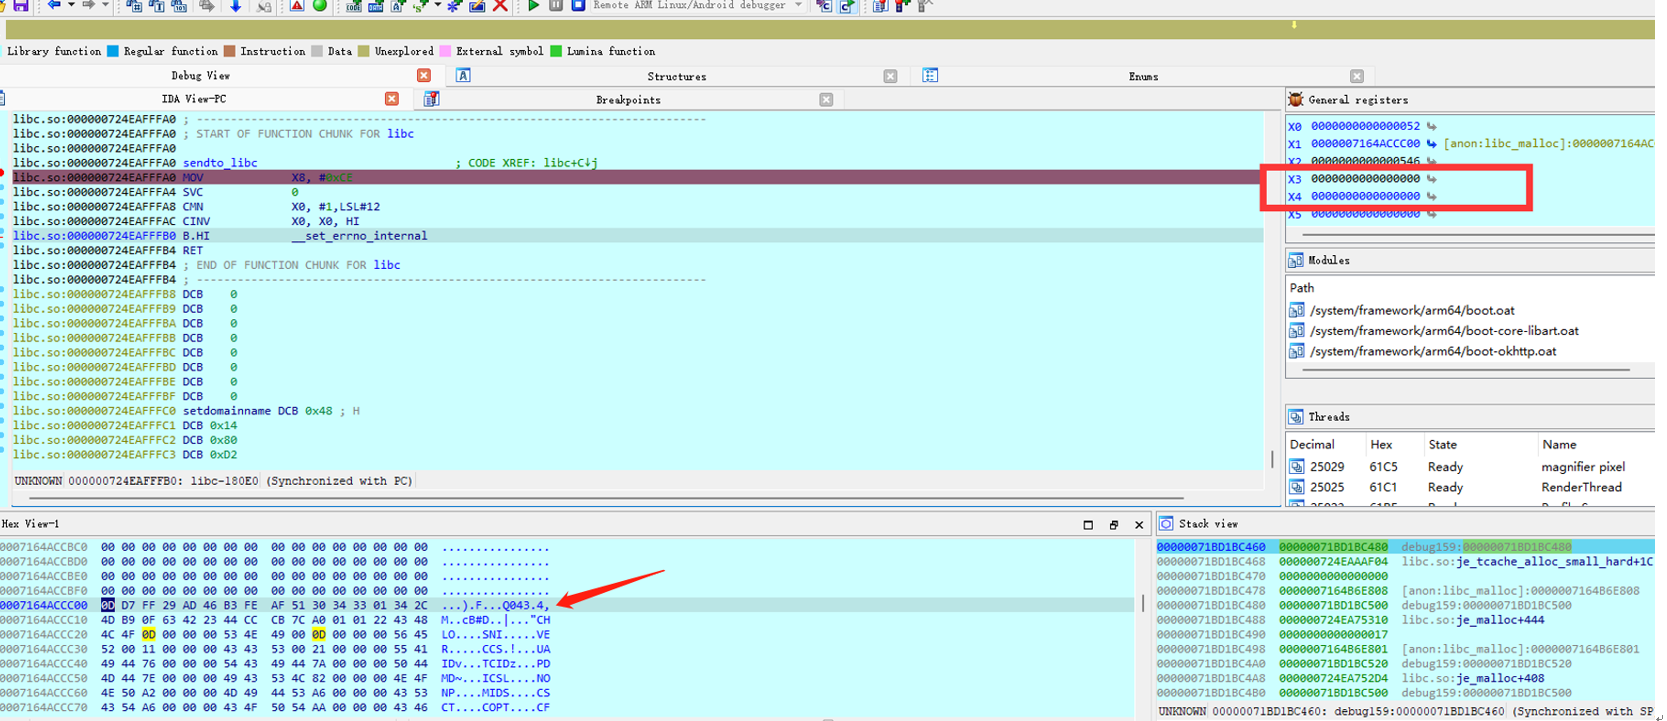 Remote ARM Linux/Android debugger
Library function Regular function Instruction Data Unexplored External symbol Lumina function
Debug View Structures Enums
IDA View-PC Breakpoints
libc.so:000000724EAFFFA0 ; ---------------------------------------------------------------------------
libc.so:000000724EAFFFA0 ; START OF FUNCTION CHUNK FOR libc
libc.so:000000724EAFFFA0
libc.so:000000724EAFFFA0 sendto_libc ; CODE XREF: libc+C↓j
libc.so:000000724EAFFFA0 MOV X8, #0xCE
libc.so:000000724EAFFFA4 SVC 0
libc.so:000000724EAFFFA8 CMN X0, #1,LSL#12
libc.so:000000724EAFFFAC CINV X0, X0, HI
libc.so:000000724EAFFFB0 B.HI __set_errno_internal
libc.so:000000724EAFFFB4 RET
libc.so:000000724EAFFFB4 ; END OF FUNCTION CHUNK FOR libc
libc.so:000000724EAFFFB4 ; ---------------------------------------------------------------------------
libc.so:000000724EAFFFB8 DCB 0
libc.so:000000724EAFFFB9 DCB 0
libc.so:000000724EAFFFBA DCB 0
libc.so:000000724EAFFFBB DCB 0
libc.so:000000724EAFFFBC DCB 0
libc.so:000000724EAFFFBD DCB 0
libc.so:000000724EAFFFBE DCB 0
libc.so:000000724EAFFFBF DCB 0
libc.so:000000724EAFFFC0 setdomainname DCB 0x48 ; H
libc.so:000000724EAFFFC1 DCB 0x14
libc.so:000000724EAFFFC2 DCB 0x80
libc.so:000000724EAFFFC3 DCB 0xD2
UNKNOWN 000000724EAFFFB0: libc-180E0 (Synchronized with PC)
General registers
X0 0000000000000052
X1 0000007164ACCC00 [anon:libc_malloc]:0000007164AC
X2 0000000000000546
X3 0000000000000000
X4 0000000000000000
X5 0000000000000000
Modules
Path
/system/framework/arm64/boot.oat
/system/framework/arm64/boot-core-libart.oat
/system/framework/arm64/boot-okhttp.oat
Threads
Decimal Hex State Name
25029 61C5 Ready magnifier pixel
25025 61C1 Ready RenderThread
Hex View-1
0007164ACCBC0 00 00 00 00 00 00 00 00 00 00 00 00 00 00 00 00 ................
0007164ACCBD0 00 00 00 00 00 00 00 00 00 00 00 00 00 00 00 00 ................
0007164ACCBE0 00 00 00 00 00 00 00 00 00 00 00 00 00 00 00 00 ................
0007164ACCBF0 00 00 00 00 00 00 00 00 00 00 00 00 00 00 00 00 ................
0007164ACCC00 0D D7 FF 29 AD 46 B3 FE AF 51 30 34 33 01 34 2C ...).F...Q043.4,
0007164ACCC10 4D B9 0F 63 42 23 44 CC CB 7C A0 01 01 22 43 48 M..cB#D..|..."CH
0007164ACCC20 4C 4F 0D 00 00 00 53 4E 49 00 0D 00 00 00 56 45 LO....SNI.....VE
0007164ACCC30 52 00 11 00 00 00 43 43 53 00 21 00 00 00 55 41 R.....CCS.!...UA
0007164ACCC40 49 44 76 00 00 00 54 43 49 44 7A 00 00 00 50 44 IDv...TCIDz...PD
0007164ACCC50 4D 44 7E 00 00 00 49 43 53 4C 82 00 00 00 4E 4F MD~...ICSL....NO
0007164ACCC60 4E 50 A2 00 00 00 4D 49 44 53 A6 00 00 00 43 53 NP....MIDS....CS
0007164ACCC70 43 54 A6 00 00 00 43 4F 50 54 AA 00 00 00 43 46 CT....COPT....CF
Stack view
00000071BD1BC460 00000071BD1BC480 debug159:00000071BD1BC480
00000071BD1BC468 000000724EAAAF04 libc.so:je_tcache_alloc_small_hard+1C
00000071BD1BC470 0000000000000000
00000071BD1BC478 0000007164B6E808 [anon:libc_malloc]:0000007164B6E808
00000071BD1BC480 00000071BD1BC500 debug159:00000071BD1BC500
00000071BD1BC488 000000724EA75310 libc.so:je_malloc+444
00000071BD1BC490 0000000000000017
00000071BD1BC498 0000007164B6E801 [anon:libc_malloc]:0000007164B6E801
00000071BD1BC4A0 00000071BD1BC520 debug159:00000071BD1BC520
00000071BD1BC4A8 000000724EA752D4 libc.so:je_malloc+408
00000071BD1BC4B0 00000071BD1BC500 debug159:00000071BD1BC500
UNKNOWN 00000071BD1BC460: debug159:00000071BD1BC460 (Synchronized with SP